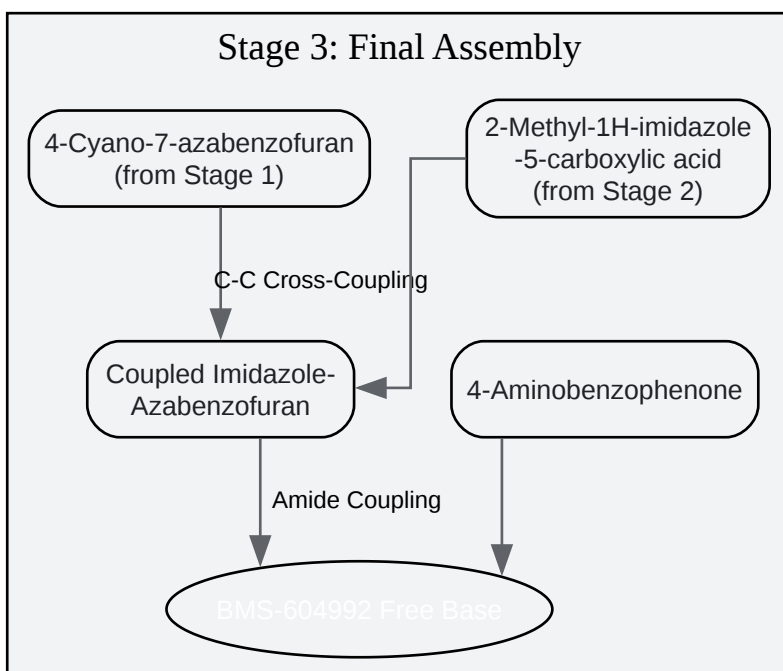 Stage 3: Final Assembly
4-Cyano-7-azabenzofuran
(from Stage 1)
2-Methyl-1H-imidazole
-5-carboxylic acid
(from Stage 2)
C-C Cross-Coupling
Coupled Imidazole-
Azabenzofuran
4-Aminobenzophenone
Amide Coupling
BMS-604992 Free Base